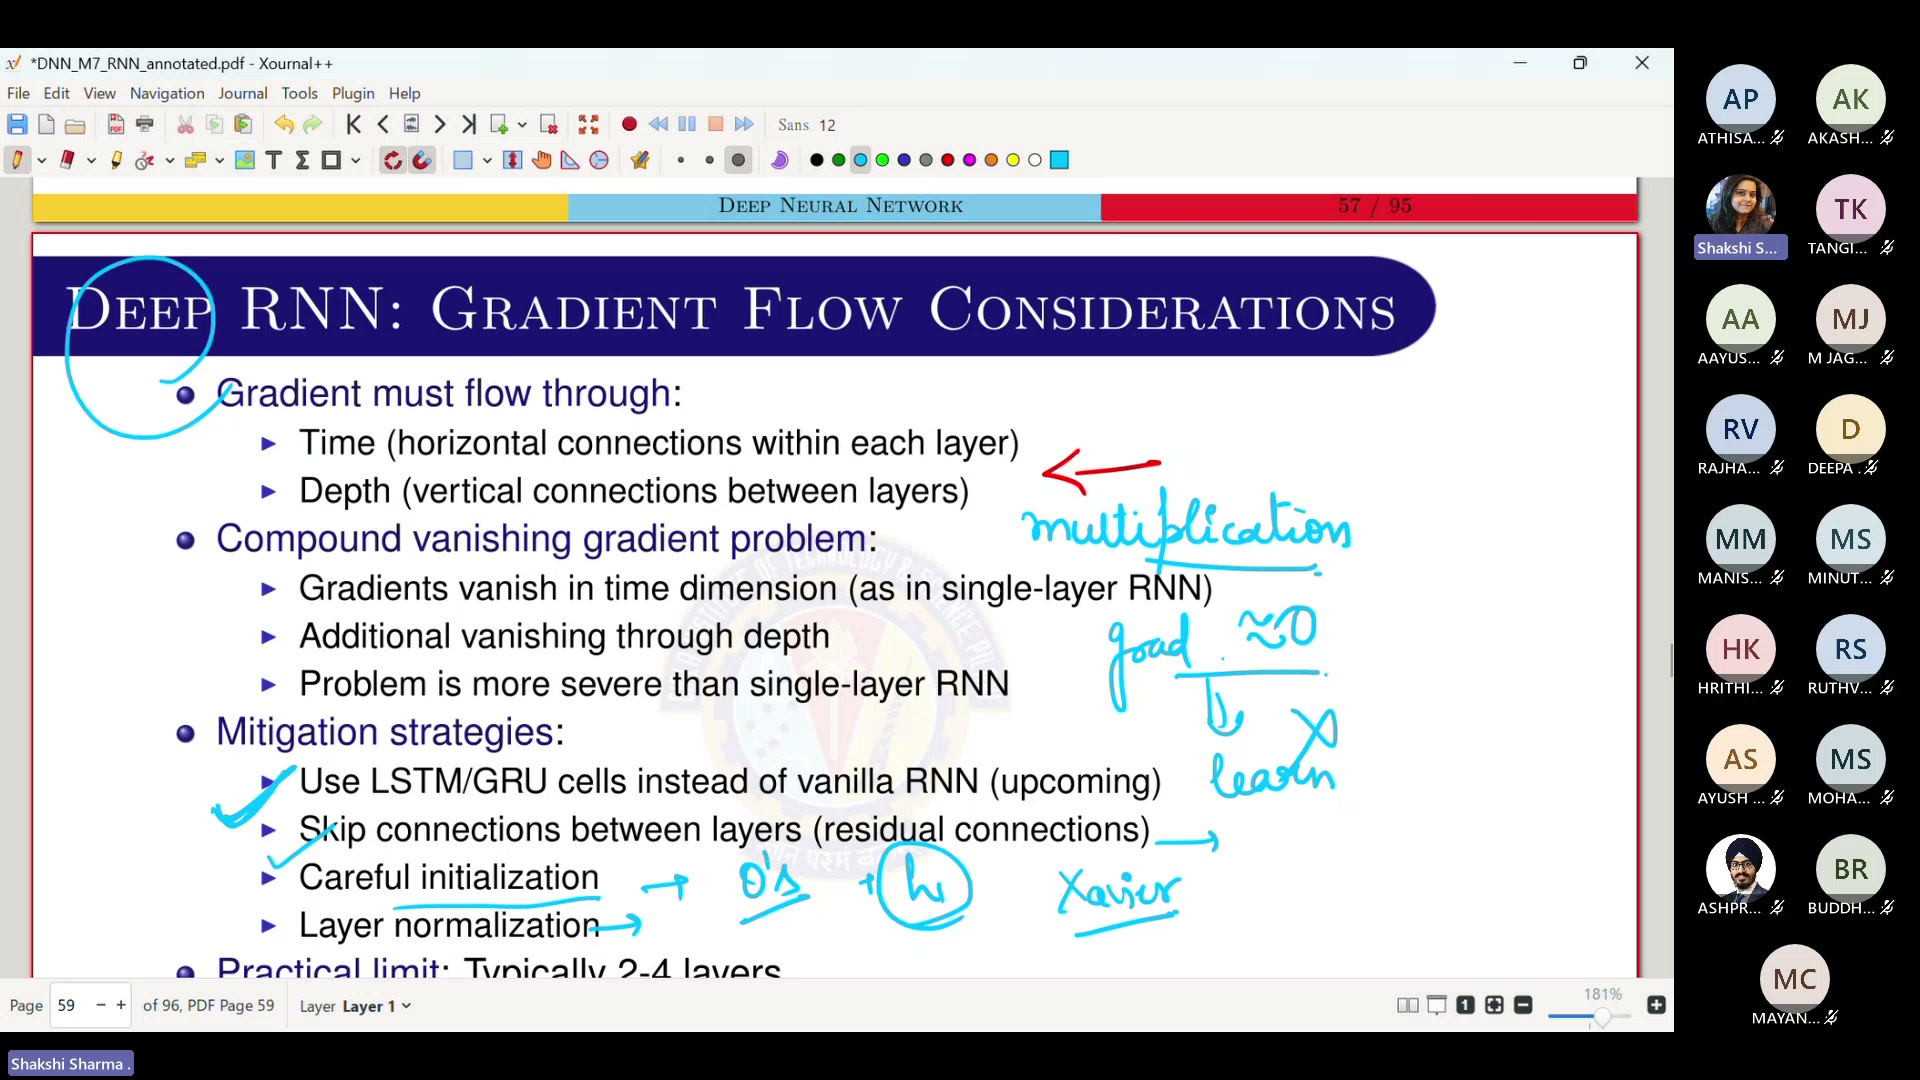 *DNN_M7_RNN_annotated.pdf - Xournal++
File Edit View Navigation Journal Tools Plugin Help
Sans 12
DEEP NEURAL NETWORK
57 / 95
DEEP RNN: GRADIENT FLOW CONSIDERATIONS
Gradient must flow through:
Time (horizontal connections within each layer)
Depth (vertical connections between layers)
multiplication
Compound vanishing gradient problem:
Gradients vanish in time dimension (as in single-layer RNN)
Additional vanishing through depth
grad. ≈0
Problem is more severe than single-layer RNN
Mitigation strategies:
Use LSTM/GRU cells instead of vanilla RNN (upcoming)
learn
Skip connections between layers (residual connections)
Careful initialization
0's
h
Xavier
Layer normalization
Practical limit: Typically 2-4 layers
Page 59 - + of 96, PDF Page 59 Layer Layer 1
181%
Shakshi Sharma .
AP
ATHISA...
AK
AKASH...
Shakshi S...
TK
TANGI...
AA
AAYUS...
MJ
M JAG...
RV
RAJHA...
D
DEEPA .
MM
MANIS...
MS
MINUT...
HK
HRITHI...
RS
RUTHV...
AS
AYUSH ...
MS
MOHA...
ASHPR...
BR
BUDDH...
MC
MAYAN...